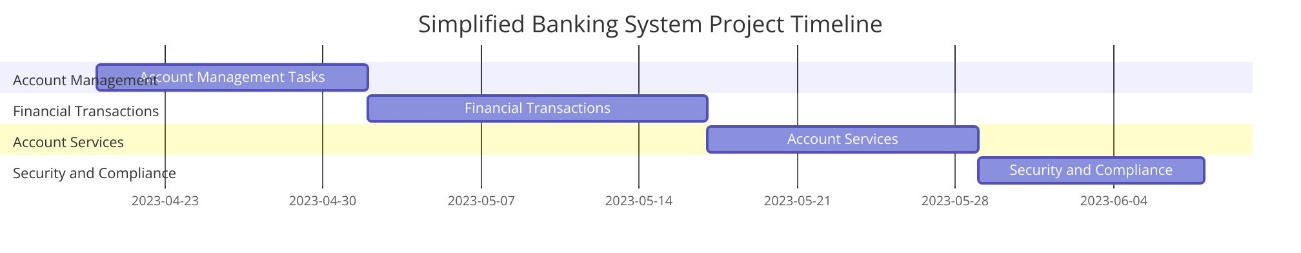 Simplified Banking System Project Timeline
Account Management
Account Management Tasks
Financial Transactions
Financial Transactions
Account Services
Account Services
Security and Compliance
Security and Compliance
2023-04-23 2023-04-30 2023-05-07 2023-05-14 2023-05-21 2023-05-28 2023-06-04